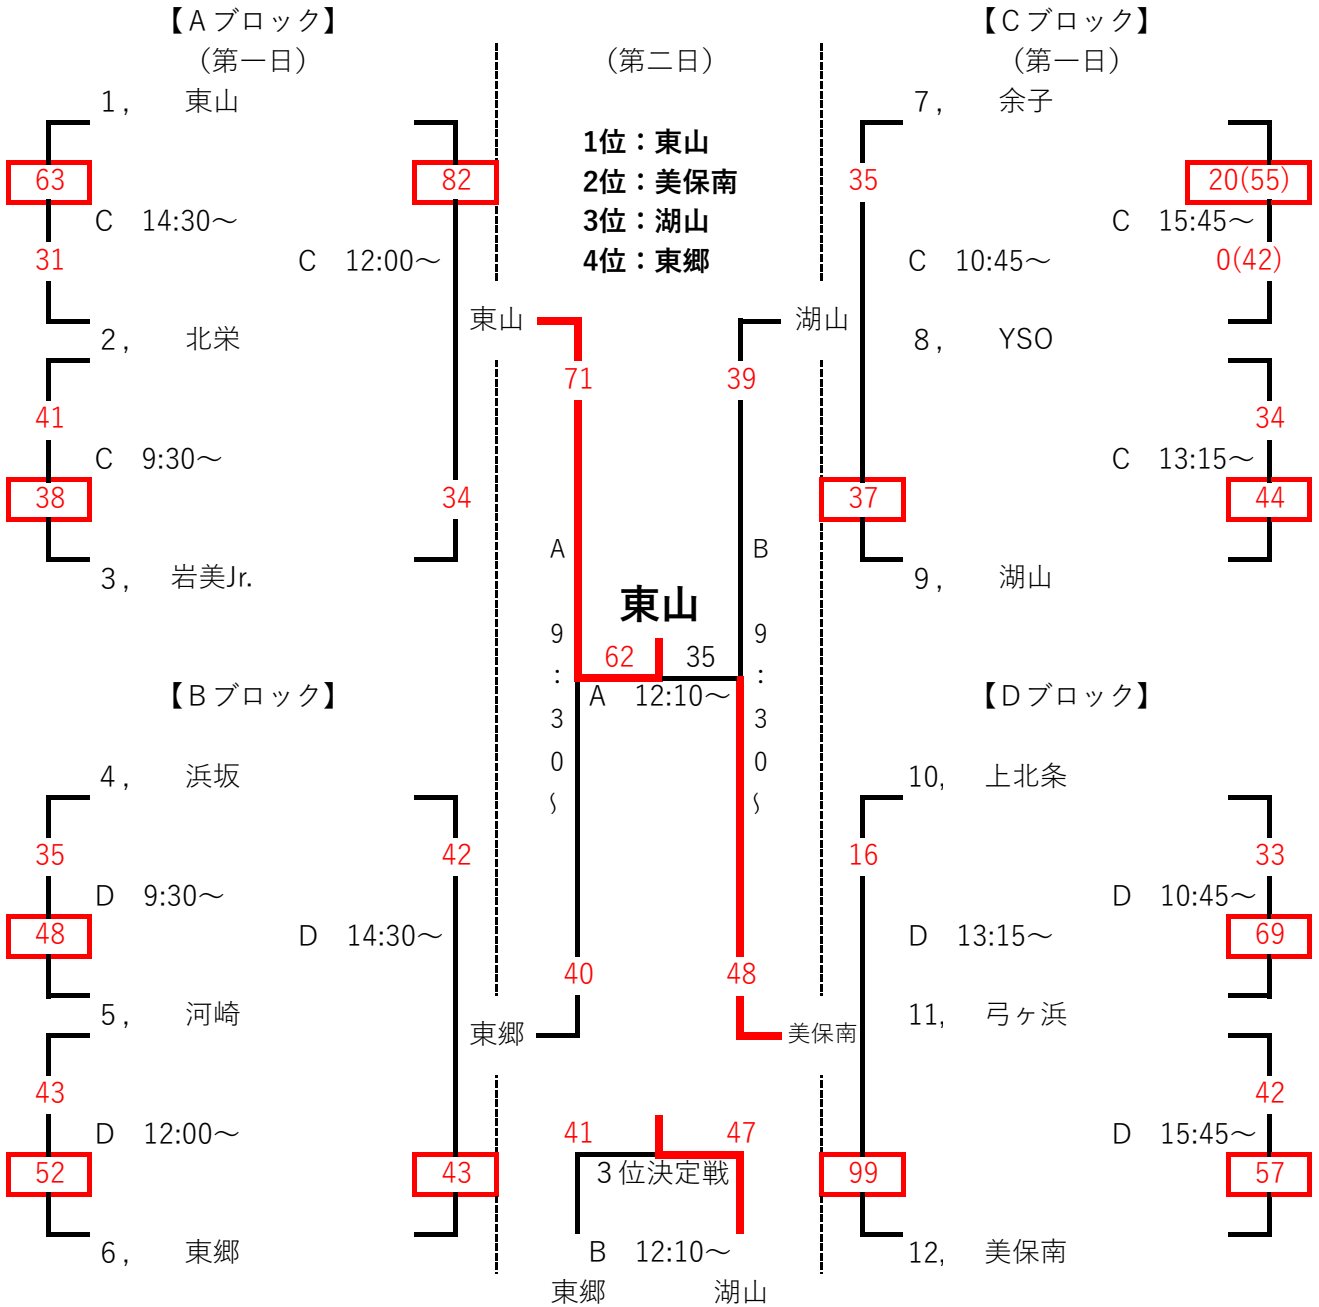 【Aブロック】
(第一日)
1, 東山
63
82
C 14:30～
31
C 12:00～
2, 北栄
41
C 9:30～
38
34
3, 岩美Jr.
【Bブロック】
4, 浜坂
35
42
D 9:30～
48
D 14:30～
5, 河崎
43
D 12:00～
52
43
6, 東郷
(第二日)
1位：東山
2位：美保南
3位：湖山
4位：東郷
東山
湖山
71
39
A 9:30～
B 9:30～
東山
62
35
A 12:10～
40
48
東郷
美保南
41
47
3位決定戦
B 12:10～
東郷
湖山
【Cブロック】
(第一日)
7, 余子
35
20(55)
C 15:45～
C 10:45～
0(42)
8, YSO
34
C 13:15～
37
44
9, 湖山
【Dブロック】
10, 上北条
16
33
D 10:45～
D 13:15～
69
11, 弓ヶ浜
42
D 15:45～
99
57
12, 美保南